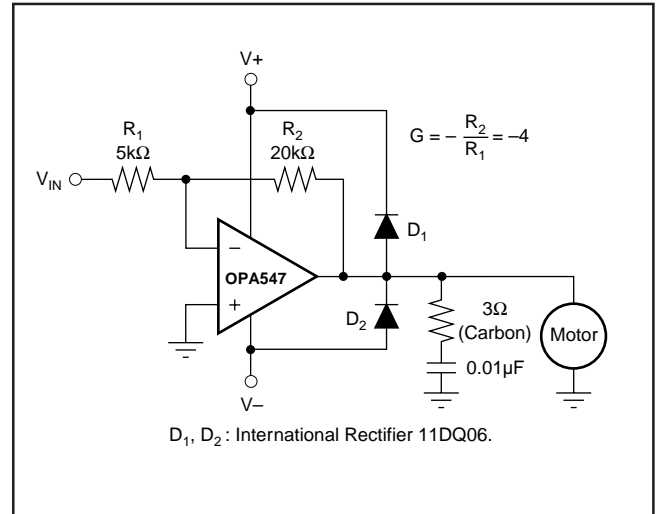 V+
R1
5kΩ
R2
20kΩ
G = – R2/R1 = –4
VIN
–
OPA547
+
D1
D2
3Ω
(Carbon)
0.01µF
Motor
V–
D1, D2 : International Rectifier 11DQ06.